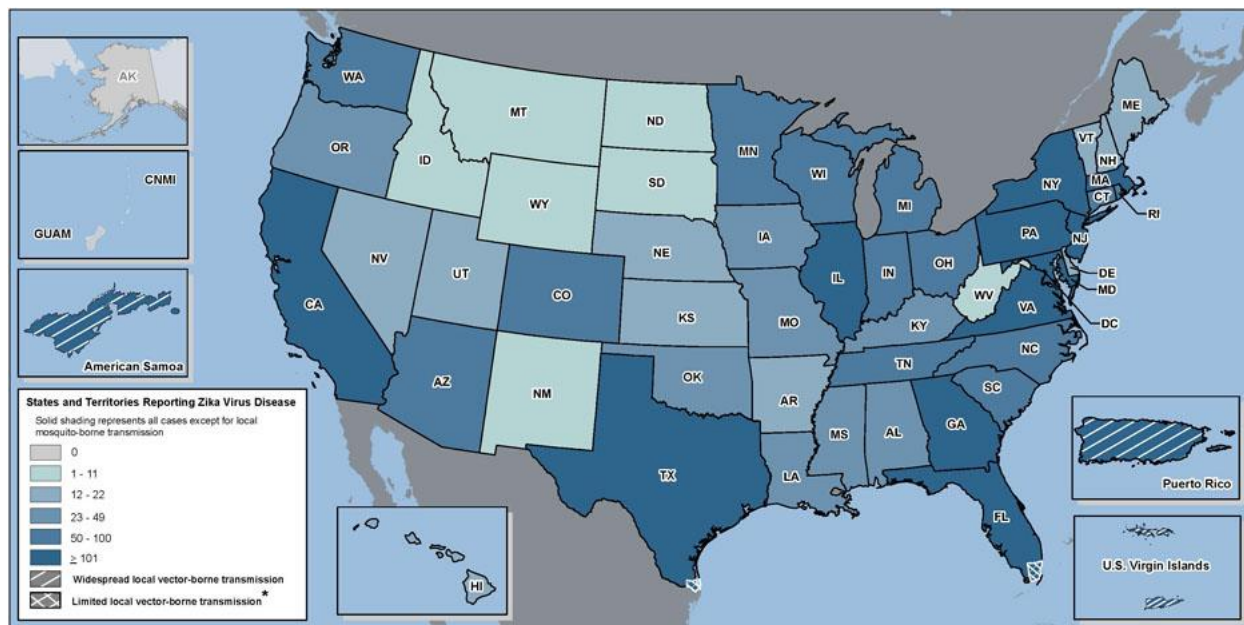 AK
CNMI
GUAM
American Samoa
States and Territories Reporting Zika Virus Disease
Solid shading represents all cases except for local
mosquito-borne transmission
0
1 - 11
12 - 22
23 - 49
50 - 100
≥ 101
Widespread local vector-borne transmission
Limited local vector-borne transmission*
WA
OR
CA
ID
NV
MT
WY
UT
AZ
CO
NM
ND
SD
NE
KS
OK
TX
MN
IA
MO
AR
LA
WI
IL
MS
MI
IN
OH
KY
TN
AL
GA
FL
SC
NC
VA
WV
PA
NY
ME
VT
NH
MA
CT
RI
NJ
DE
MD
DC
HI
Puerto Rico
U.S. Virgin Islands